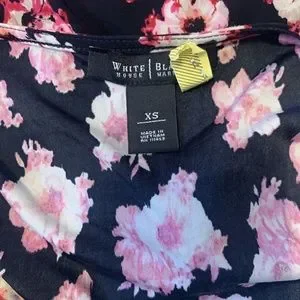 WHITE | BL
HOUSE | MAR
XS
MADE IN
VIETNAM